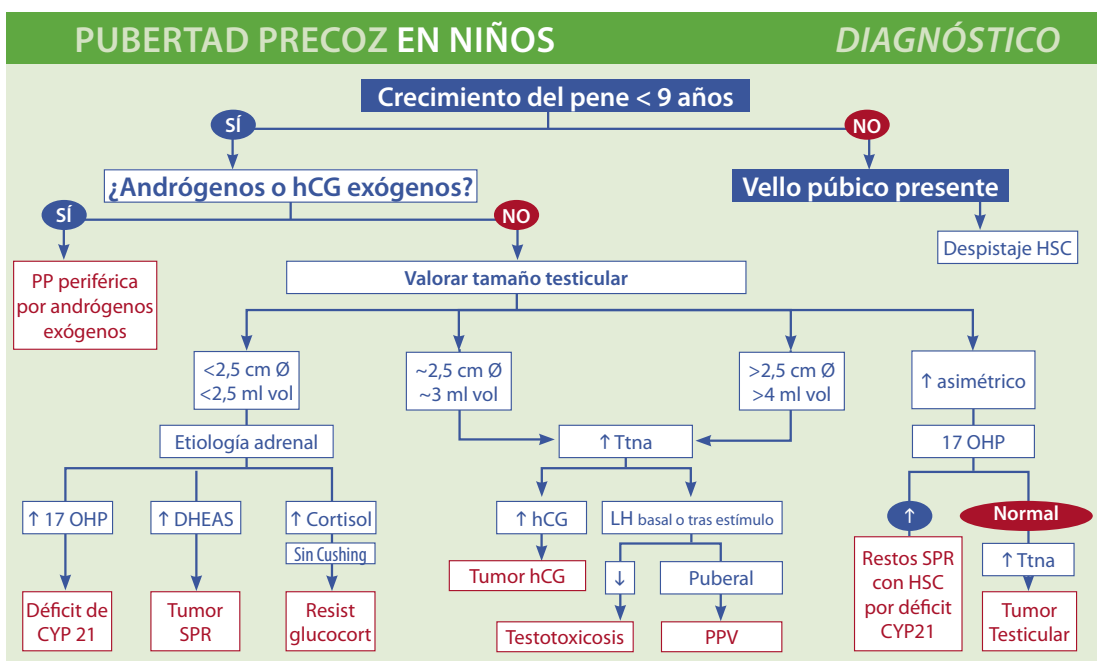 PUBERTAD PRECOZ EN NIÑOS
DIAGNÓSTICO
Crecimiento del pene < 9 años
SÍ
NO
¿Andrógenos o hCG exógenos?
Vello púbico presente
SÍ
NO
Despistaje HSC
PP periférica
por andrógenos
exógenos
Valorar tamaño testicular
<2,5 cm Ø
<2,5 ml vol
~2,5 cm Ø
~3 ml vol
>2,5 cm Ø
>4 ml vol
↑ asimétrico
Etiología adrenal
↑ Ttna
17 OHP
↑ 17 OHP
↑ DHEAS
↑ Cortisol
Sin Cushing
↑ hCG
LH basal o tras estímulo
↑
Normal
Tumor hCG
↓
Puberal
Restos SPR
con HSC
por déficit
CYP21
↑ Ttna
Déficit de
CYP 21
Tumor
SPR
Resist
glucocort
Testotoxicosis
PPV
Tumor
Testicular